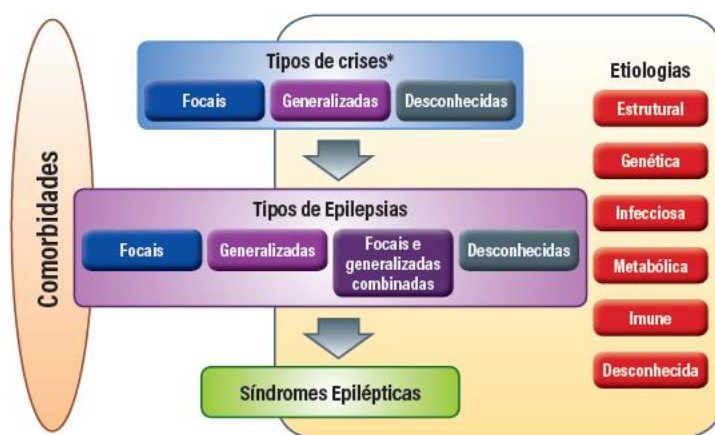 Comorbidades
Tipos de crises*
Focais
Generalizadas
Desconhecidas
Tipos de Epilepsias
Focais
Generalizadas
Focais e
generalizadas
combinadas
Desconhecidas
Síndromes Epilépticas
Etiologias
Estrutural
Genética
Infecciosa
Metabólica
Imune
Desconhecida